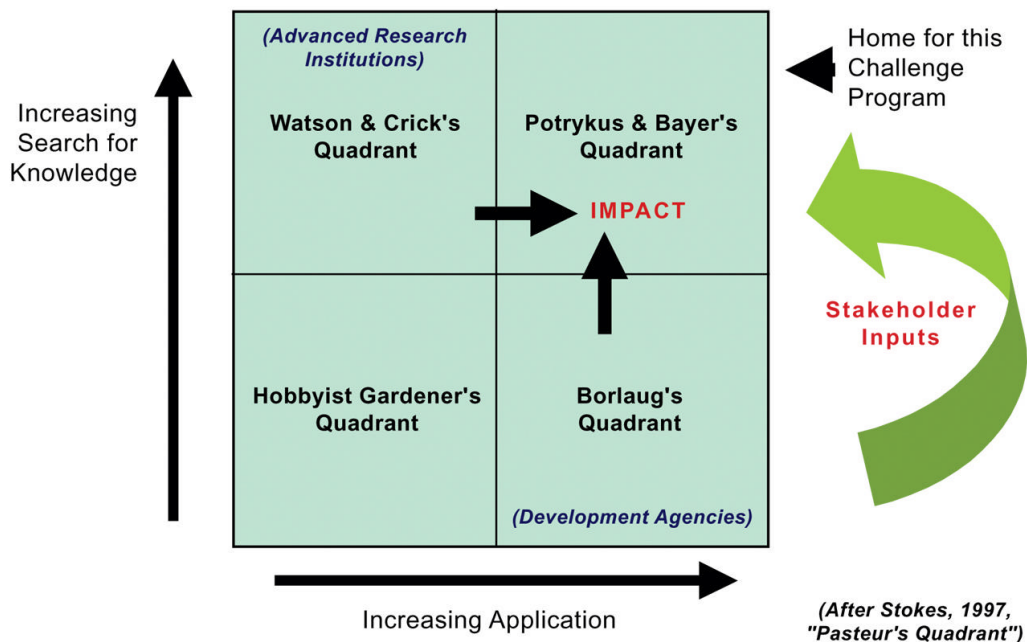 (Advanced Research
Institutions)
Home for this
Challenge
Program
Increasing
Search for
Knowledge
Watson & Crick's
Quadrant
Potrykus & Bayer's
Quadrant
IMPACT
Stakeholder
Inputs
Hobbyist Gardener's
Quadrant
Borlaug's
Quadrant
(Development Agencies)
Increasing Application
(After Stokes, 1997,
"Pasteur's Quadrant")